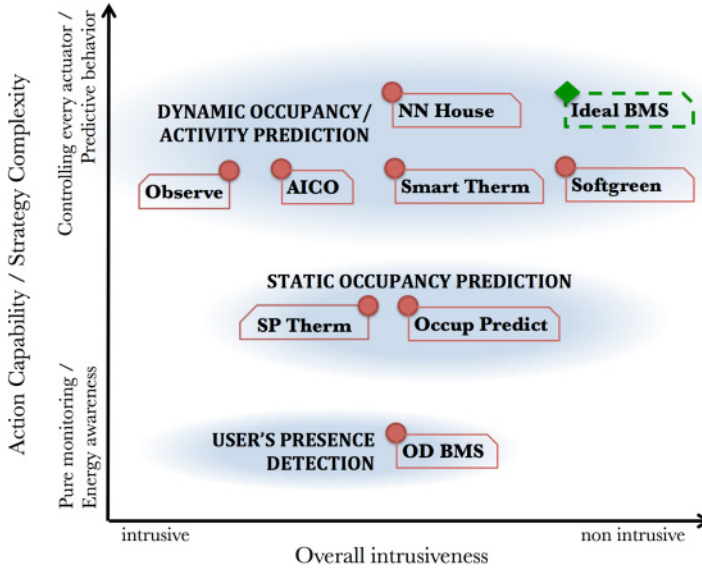 Action Capability / Strategy Complexity
Controlling every actuator /
Predictive behavior
Pure monitoring /
Energy awareness
DYNAMIC OCCUPANCY/
ACTIVITY PREDICTION
NN House
Ideal BMS
Observe
AICO
Smart Therm
Softgreen
STATIC OCCUPANCY PREDICTION
SP Therm
Occup Predict
USER'S PRESENCE
DETECTION
OD BMS
intrusive
non intrusive
Overall intrusiveness